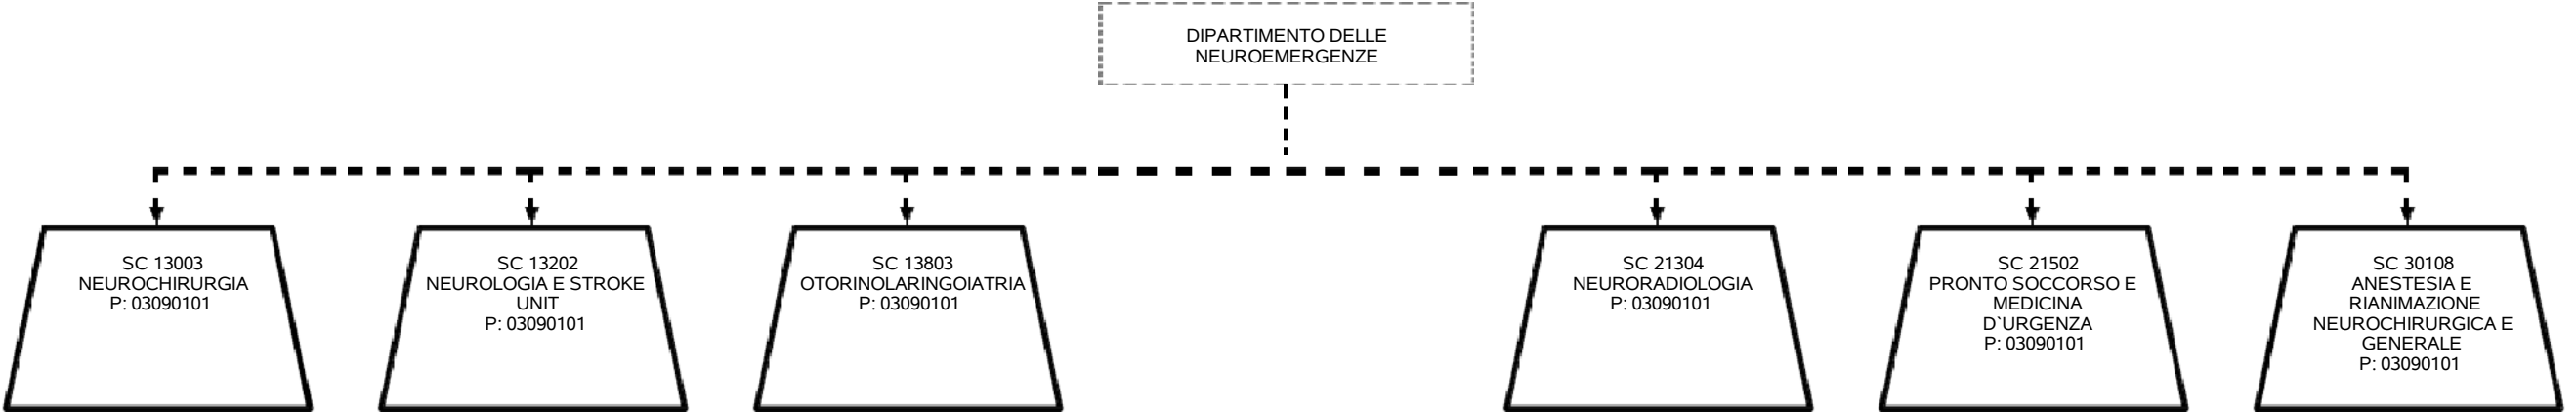 DIPARTIMENTO DELLE
NEUROEMERGENZE
SC 13003
NEUROCHIRURGIA
P: 03090101
SC 13202
NEUROLOGIA E STROKE
UNIT
P: 03090101
SC 13803
OTORINOLARINGOIATRIA
P: 03090101
SC 21304
NEURORADIOLOGIA
P: 03090101
SC 21502
PRONTO SOCCORSO E
MEDICINA
D`URGENZA
P: 03090101
SC 30108
ANESTESIA E
RIANIMAZIONE
NEUROCHIRURGICA E
GENERALE
P: 03090101